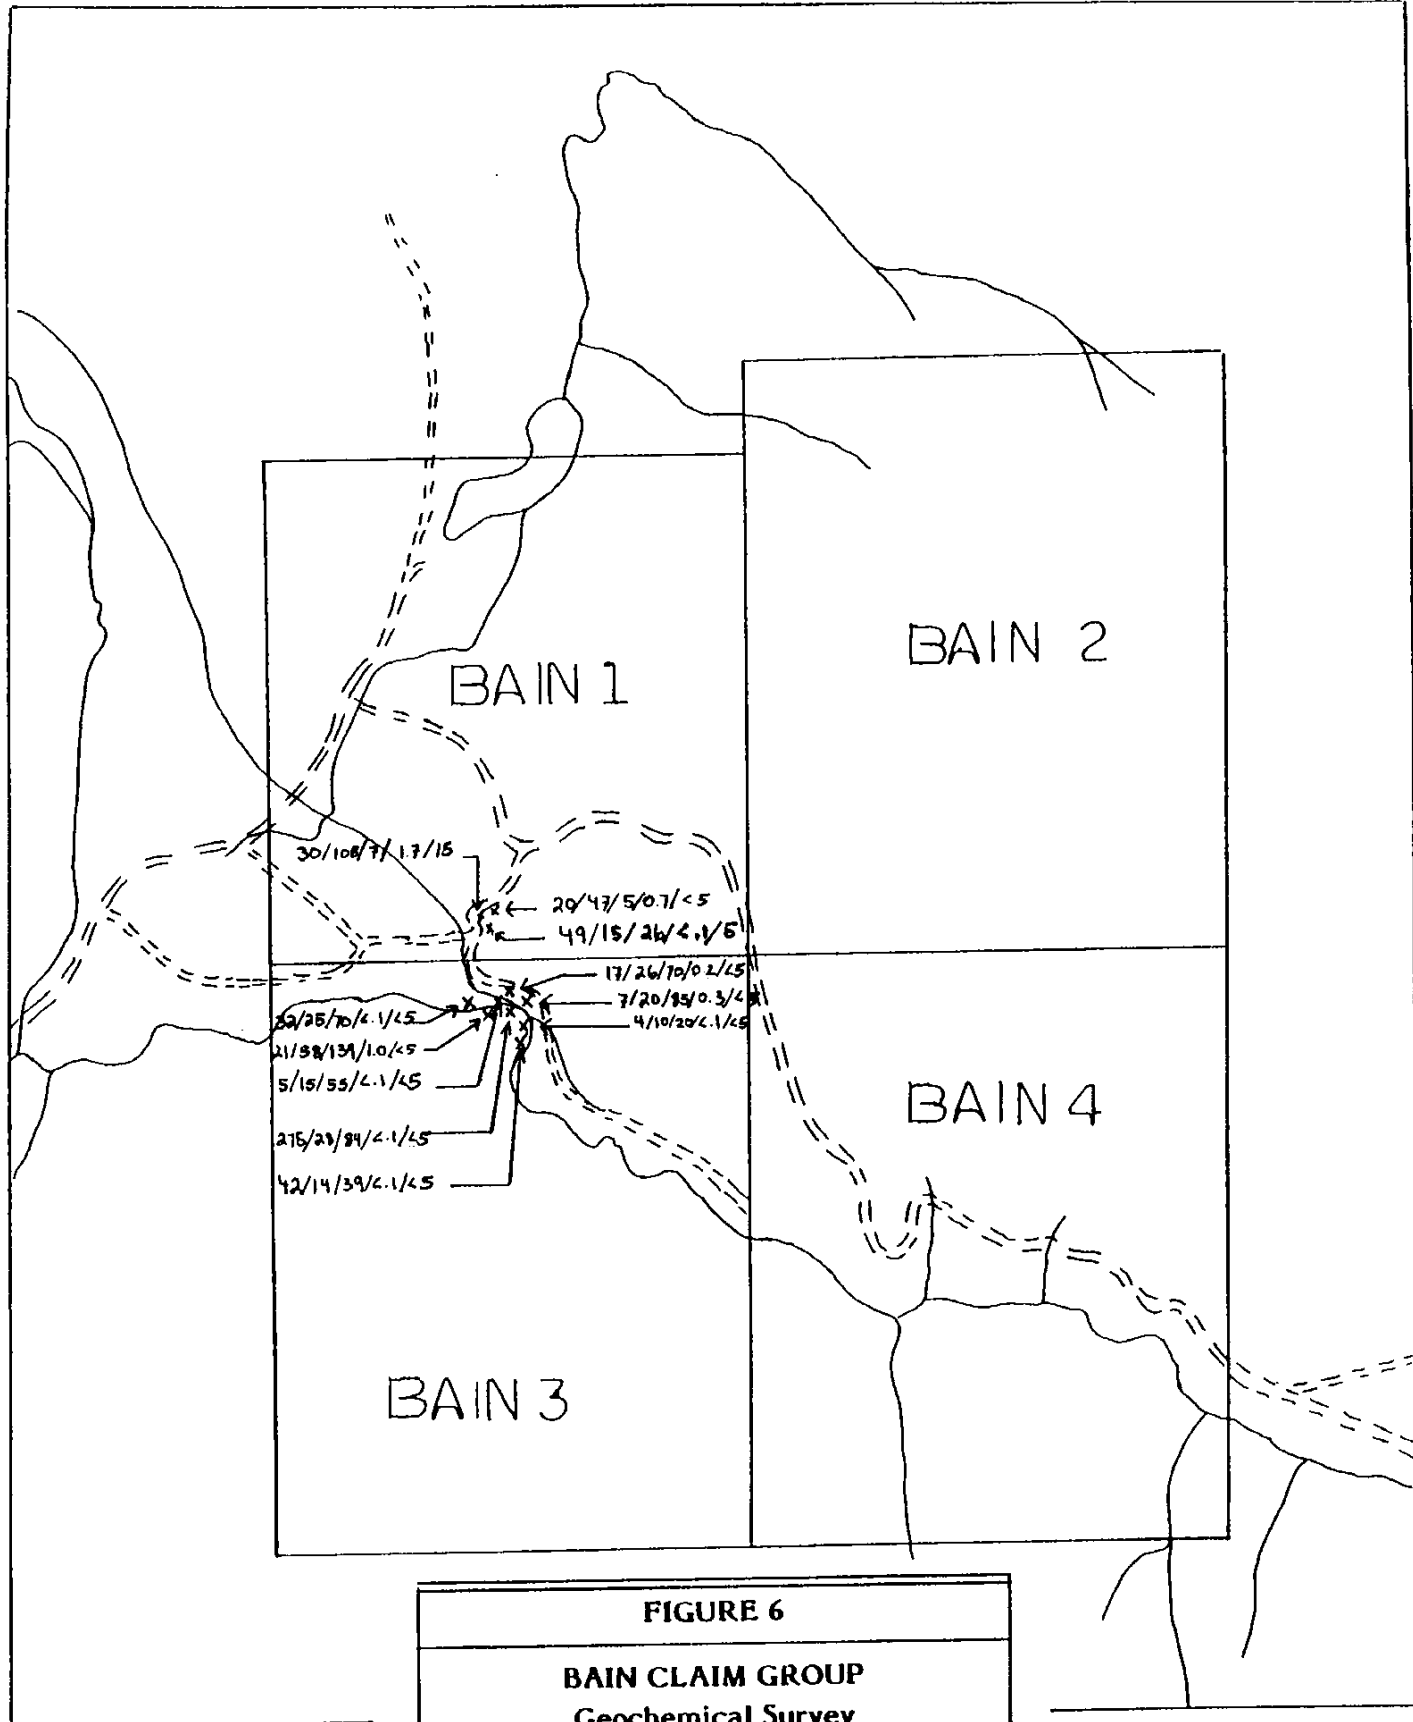 BAIN 2
BAIN 1
30/108/7/1.7/15
20/47/5/0.7/<5
49/15/26/<.1/5
17/26/70/0.2/<5
7/20/85/0.3/<5
4/10/20/<.1/<5
32/25/70/<.1/<5
21/38/139/1.0/<5
5/15/55/<.1/<5
275/28/84/<.1/<5
42/14/39/<.1/<5
BAIN 4
BAIN 3
FIGURE 6
BAIN CLAIM GROUP
Geochemical Survey